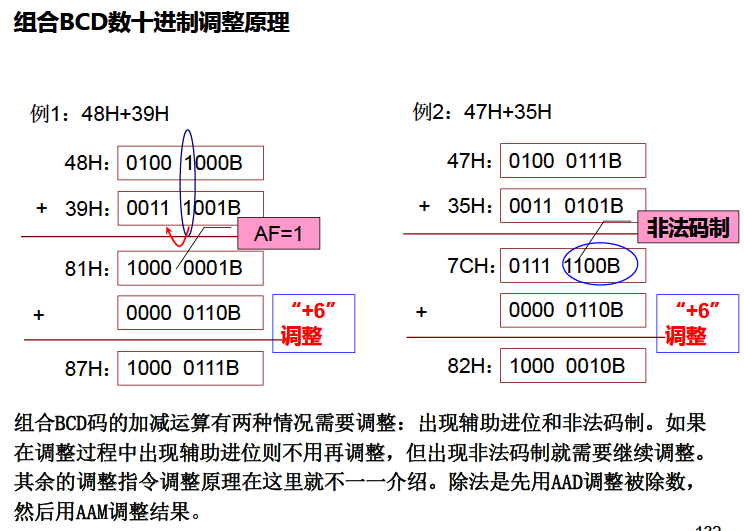 组合BCD数十进制调整原理
例1：48H+39H
48H： 0100 1000B
+ 39H： 0011 1001B
AF=1
81H： 1000 0001B
+ 0000 0110B
“+6”
调整
87H： 1000 0111B
例2：47H+35H
47H： 0100 0111B
+ 35H： 0011 0101B
非法码制
7CH： 0111 1100B
+ 0000 0110B
“+6”
调整
82H： 1000 0010B
组合BCD码的加减运算有两种情况需要调整：出现辅助进位和非法码制。如果
在调整过程中出现辅助进位则不用再调整，但出现非法码制就需要继续调整。
其余的调整指令调整原理在这里就不一一介绍。除法是先用AAD调整被除数，
然后用AAM调整结果。